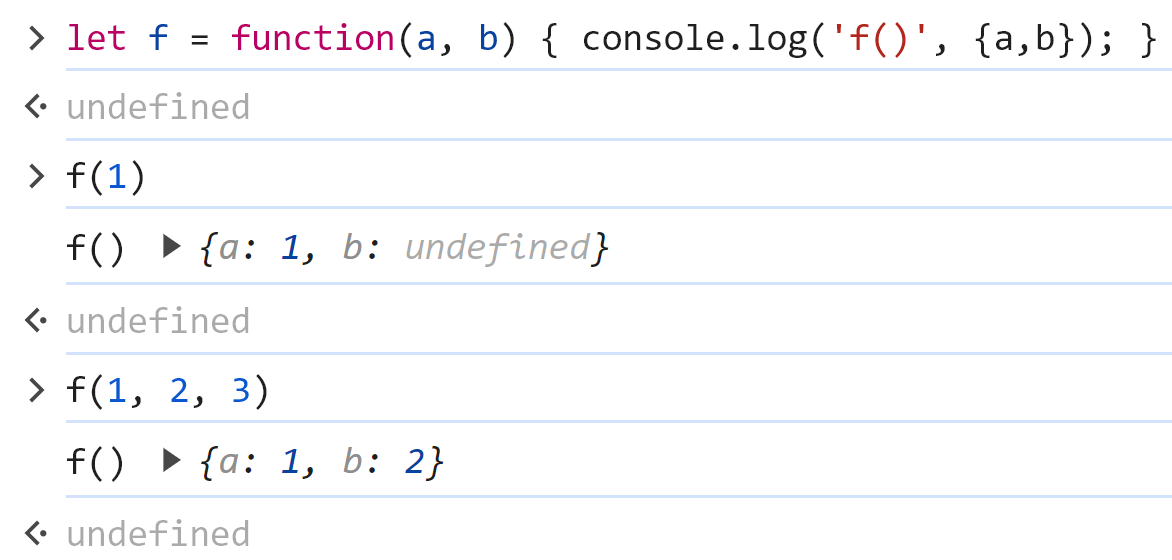 > let f = function(a, b) { console.log('f()', {a,b}); }
undefined
> f(1)
f() ▶ {a: 1, b: undefined}
undefined
> f(1, 2, 3)
f() ▶ {a: 1, b: 2}
undefined